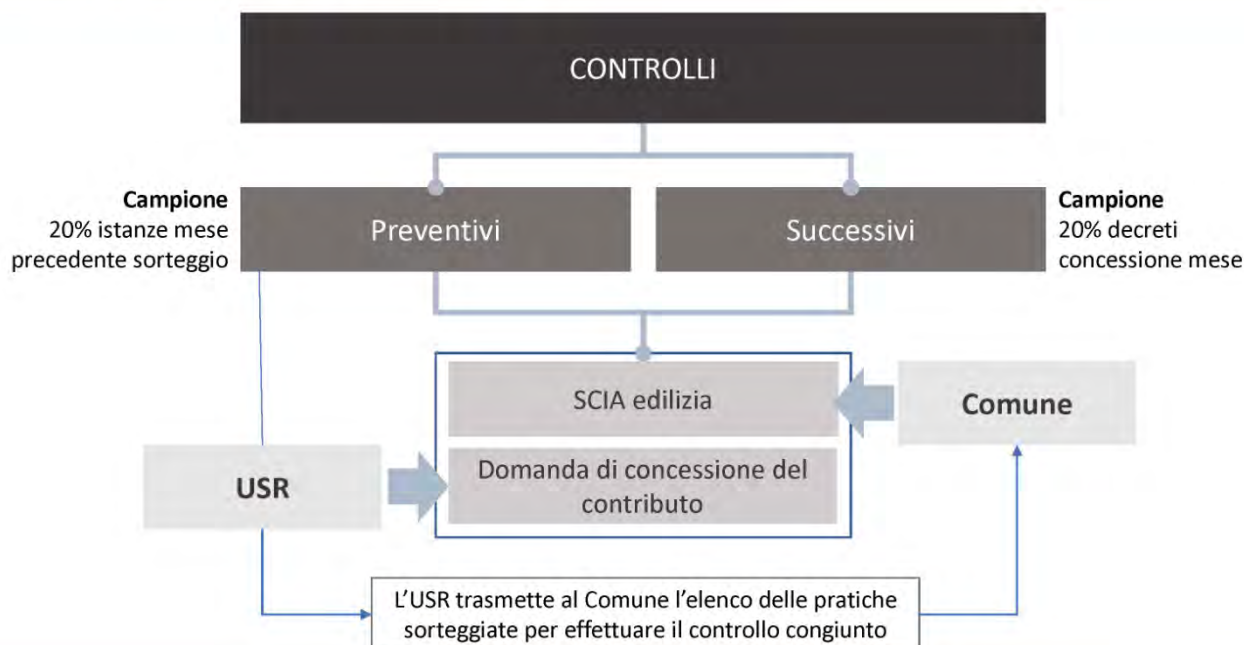 CONTROLLI
Campione
20% istanze mese
precedente sorteggio
Preventivi
Successivi
Campione
20% decreti
concessione mese
SCIA edilizia
Comune
USR
Domanda di concessione del
contributo
L'USR trasmette al Comune l'elenco delle pratiche
sorteggiate per effettuare il controllo congiunto